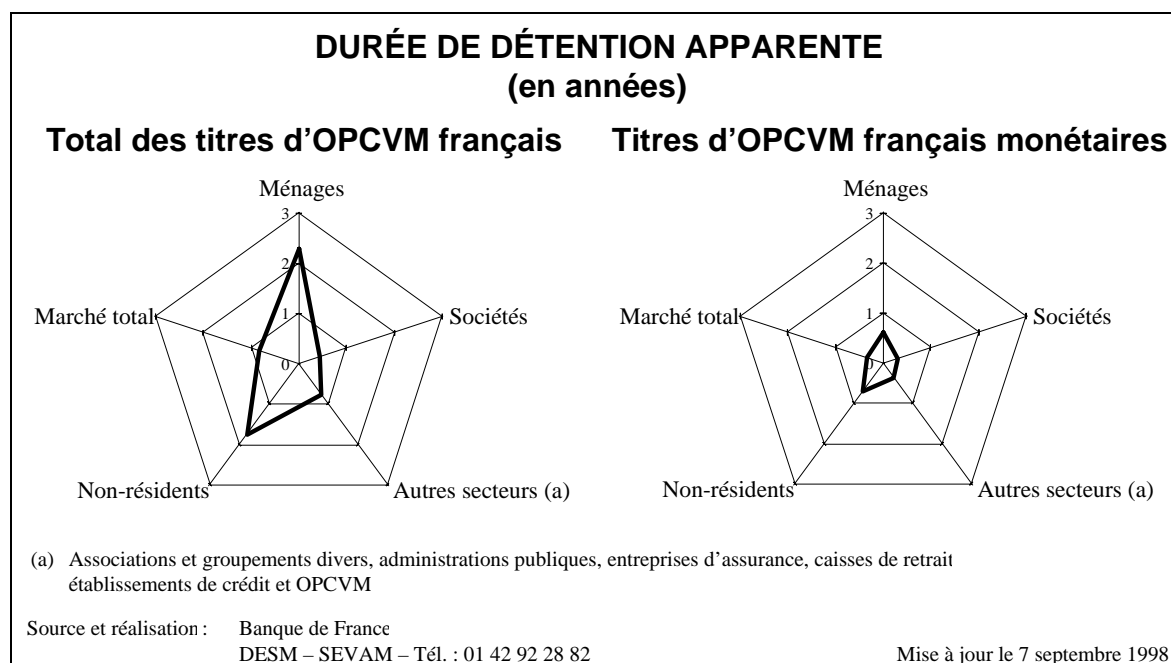 DURÉE DE DÉTENTION APPARENTE
(en années)
Total des titres d’OPCVM français
Ménages
3
2
1
0
Sociétés
Autres secteurs (a)
Non-résidents
Marché total
Titres d’OPCVM français monétaires
Ménages
3
2
1
0
Sociétés
Autres secteurs (a)
Non-résidents
Marché total
(a) Associations et groupements divers, administrations publiques, entreprises d’assurance, caisses de retrait
établissements de crédit et OPCVM
Source et réalisation : Banque de France
DESM – SEVAM – Tél. : 01 42 92 28 82
Mise à jour le 7 septembre 1998